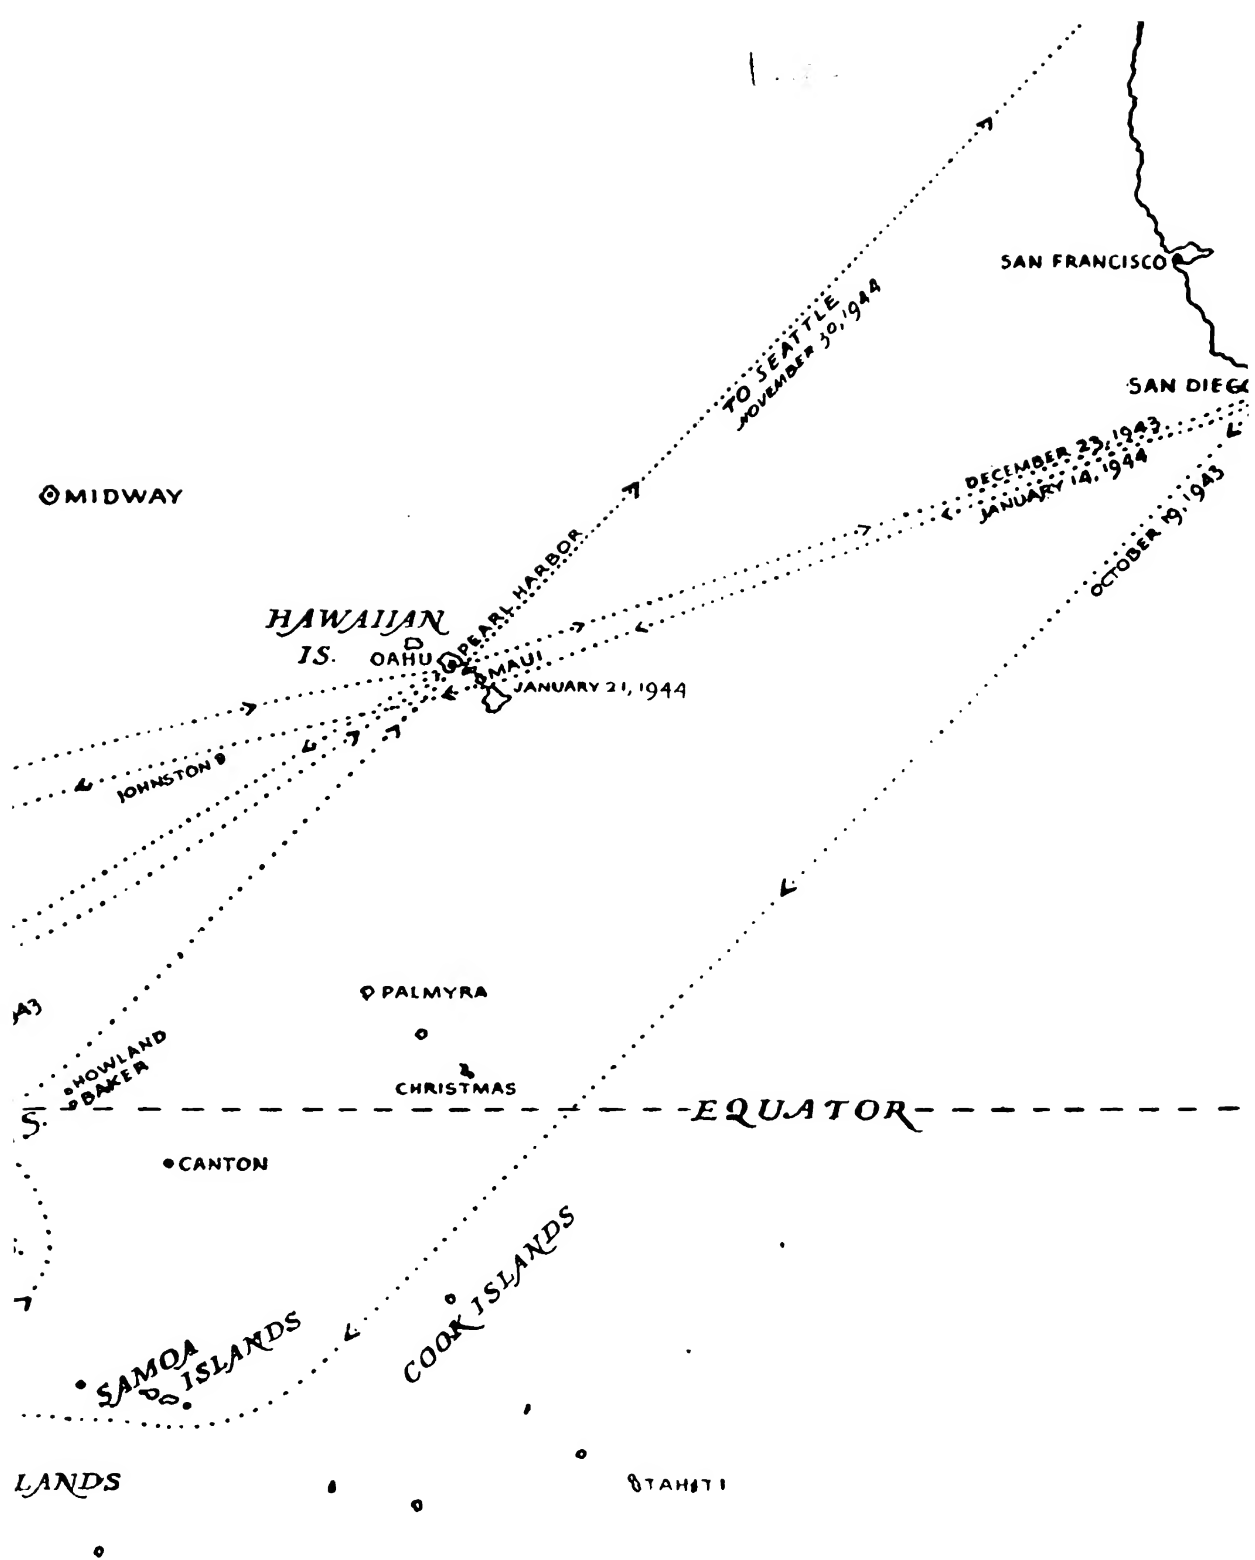 SAN FRANCISCO
TO SEATTLE
NOVEMBER 30, 1944
SAN DIEG
DECEMBER 23, 1943
JANUARY 14, 1944
OCTOBER 19, 1943
MIDWAY
PEARL HARBOR
HAWAIIAN
IS.
OAHU
MAUI
JANUARY 21, 1944
JOHNSTON
PALMYRA
HOWLAND
BAKER
CHRISTMAS
S.
EQUATOR
CANTON
COOK ISLANDS
SAMOA
ISLANDS
LANDS
TAHITI